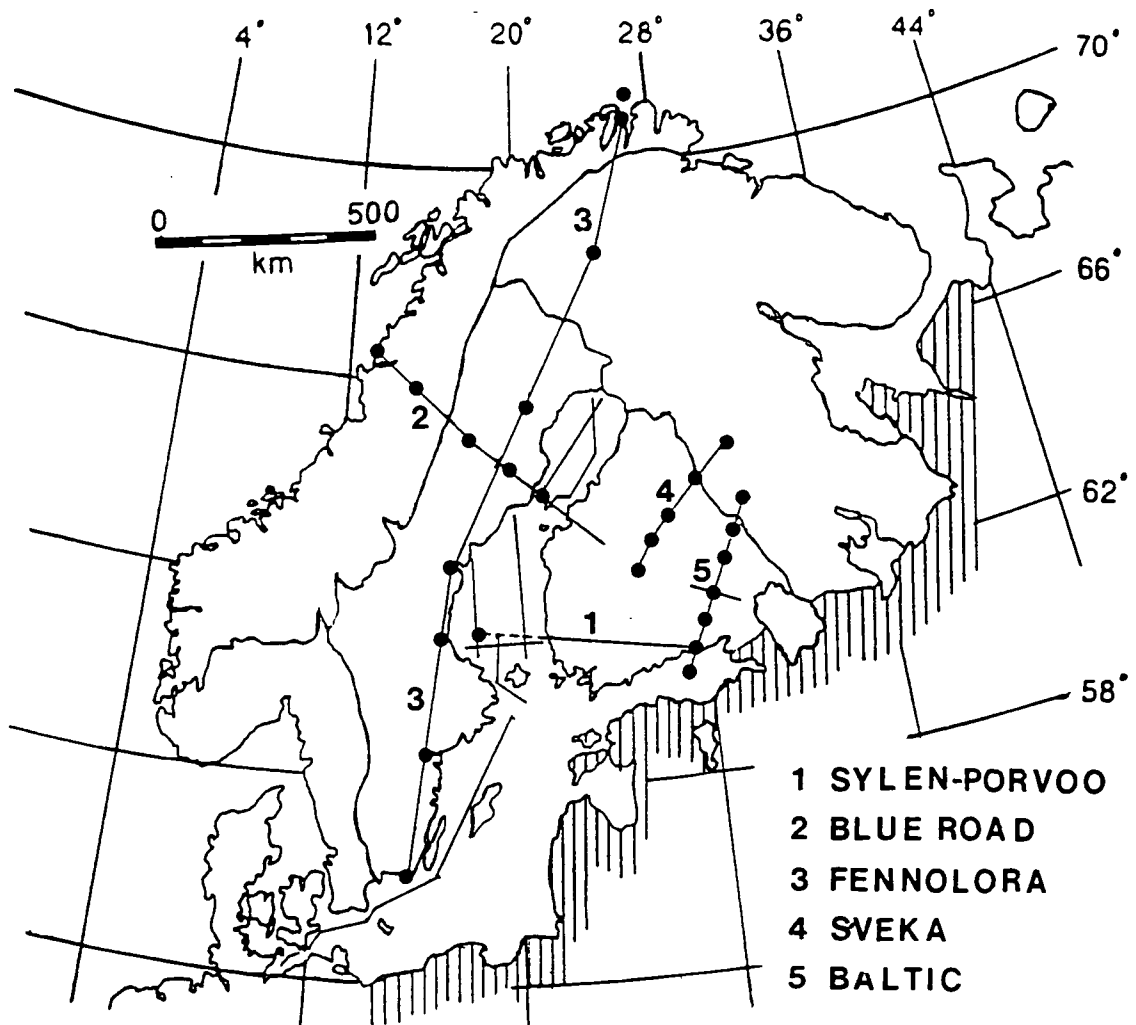 4° 12° 20° 28° 36° 44°
70°
0 500
km
3
66°
2
4
62°
5
1
3
58°
1 SYLEN-PORVOO
2 BLUE ROAD
3 FENNOLORA
4 SVEKA
5 BALTIC